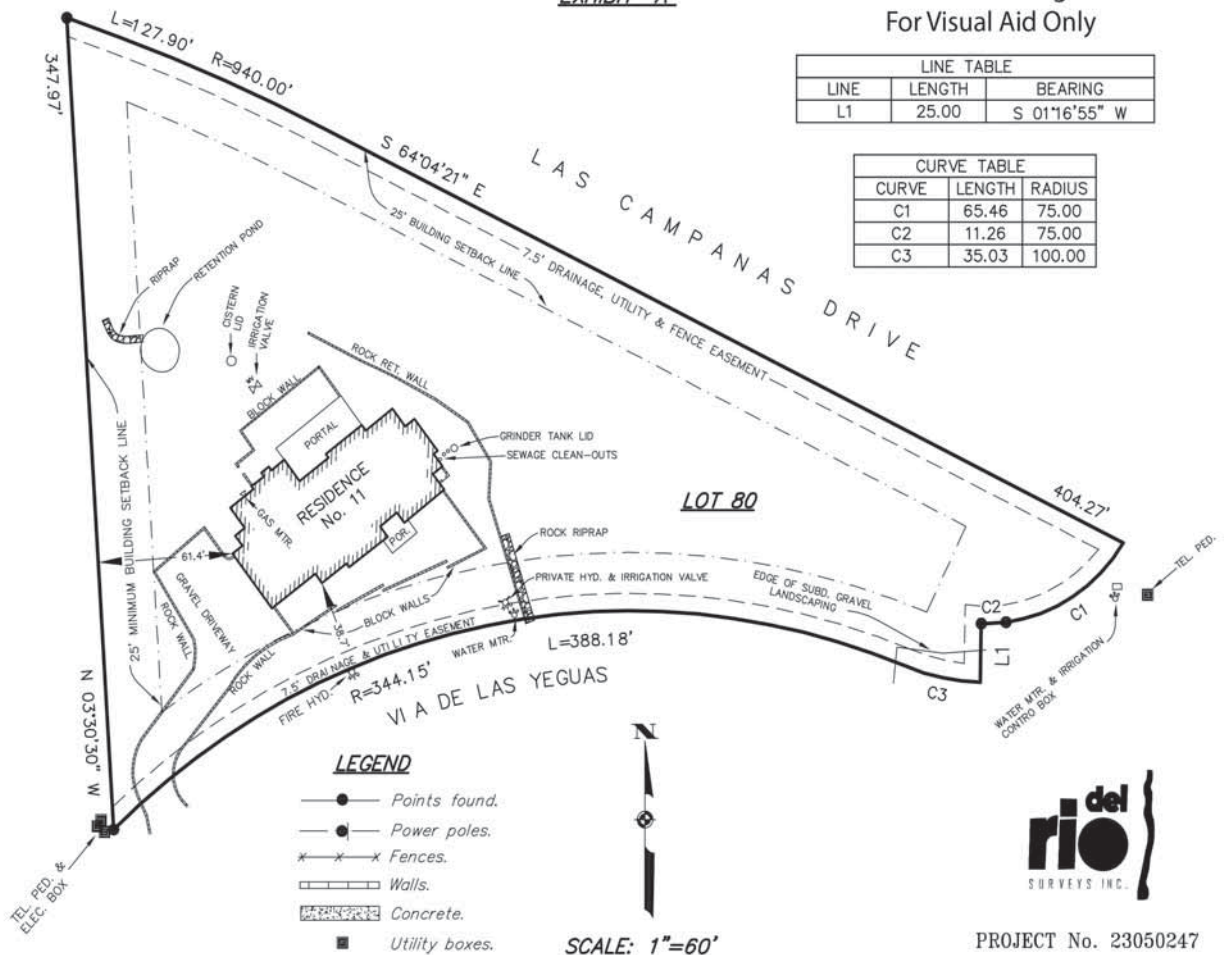 EXHIBIT "A"
For Visual Aid Only
LINE TABLE
LINE LENGTH BEARING
L1 25.00 S 01°16'55" W
CURVE TABLE
CURVE LENGTH RADIUS
C1 65.46 75.00
C2 11.26 75.00
C3 35.03 100.00
L=127.90'
R=940.00'
347.97'
S 64°04'21" E
LAS CAMPANAS DRIVE
25' BUILDING SETBACK LINE
7.5' DRAINAGE, UTILITY & FENCE EASEMENT
RIPRAP
RETENTION POND
CISTERN
LID
IRRIGATION
VALVE
ROCK RET. WALL
BLOCK WALL
PORTAL
GRINDER TANK LID
SEWAGE CLEAN-OUTS
RESIDENCE
No. 11
GAS MTR.
POR.
LOT 80
404.27'
ROCK RIPRAP
61.4'
25' MINIMUM BUILDING SETBACK LINE
GRAVEL DRIVEWAY
ROCK WALL
ROCK WALL
BLOCK WALLS
38.7'
PRIVATE HYD. & IRRIGATION VALVE
EDGE OF SUBD. GRAVEL
LANDSCAPING
TEL. PED.
C2
C1
L1
C3
WATER MTR. & IRRIGATION
CONTRO BOX
7.5' DRAINAGE & UTILITY EASEMENT
WATER MTR.
L=388.18'
FIRE HYD.
R=344.15'
VIA DE LAS YEGUAS
N 03°30'30" W
TEL. PED. &
ELEC. BOX
LEGEND
Points found.
Power poles.
Fences.
Walls.
Concrete.
Utility boxes.
N
SCALE: 1"=60'
del
rio
SURVEYS INC.
PROJECT No. 23050247